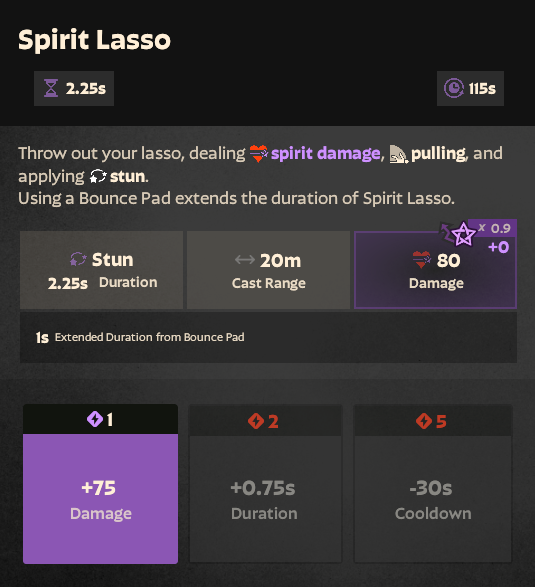 Spirit Lasso
2.25s
115s
Throw out your lasso, dealing spirit damage, pulling, and
applying stun.
Using a Bounce Pad extends the duration of Spirit Lasso.
x 0.9
+0
Stun
2.25s Duration
20m
Cast Range
80
Damage
1s Extended Duration from Bounce Pad
1
+75
Damage
2
+0.75s
Duration
5
-30s
Cooldown